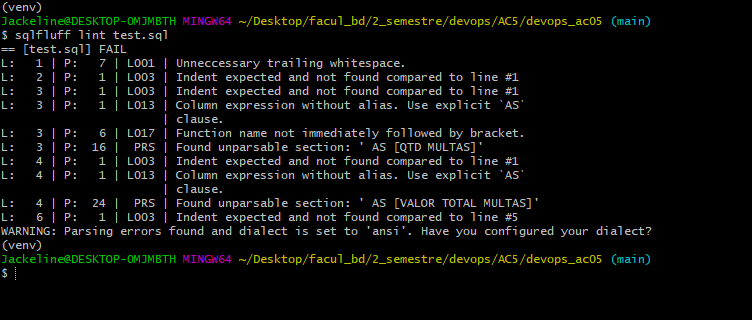 (venv)
Jackeline@DESKTOP-OMJMBTH MINGW64 ~/Desktop/facul_bd/2_semestre/devops/AC5/devops_ac05 (main)
$ sqlfluff lint test.sql
== [test.sql] FAIL
L:   1 | P:   7 | L001 | Unneccessary trailing whitespace.
L:   2 | P:   1 | L003 | Indent expected and not found compared to line #1
L:   3 | P:   1 | L003 | Indent expected and not found compared to line #1
L:   3 | P:   1 | L013 | Column expression without alias. Use explicit `AS`
                       | clause.
L:   3 | P:   6 | L017 | Function name not immediately followed by bracket.
L:   3 | P:  16 |  PRS | Found unparsable section: ' AS [QTD MULTAS]'
L:   4 | P:   1 | L003 | Indent expected and not found compared to line #1
L:   4 | P:   1 | L013 | Column expression without alias. Use explicit `AS`
                       | clause.
L:   4 | P:  24 |  PRS | Found unparsable section: ' AS [VALOR TOTAL MULTAS]'
L:   6 | P:   1 | L003 | Indent expected and not found compared to line #5
WARNING: Parsing errors found and dialect is set to 'ansi'. Have you configured your dialect?
(venv)
Jackeline@DESKTOP-OMJMBTH MINGW64 ~/Desktop/facul_bd/2_semestre/devops/AC5/devops_ac05 (main)
$